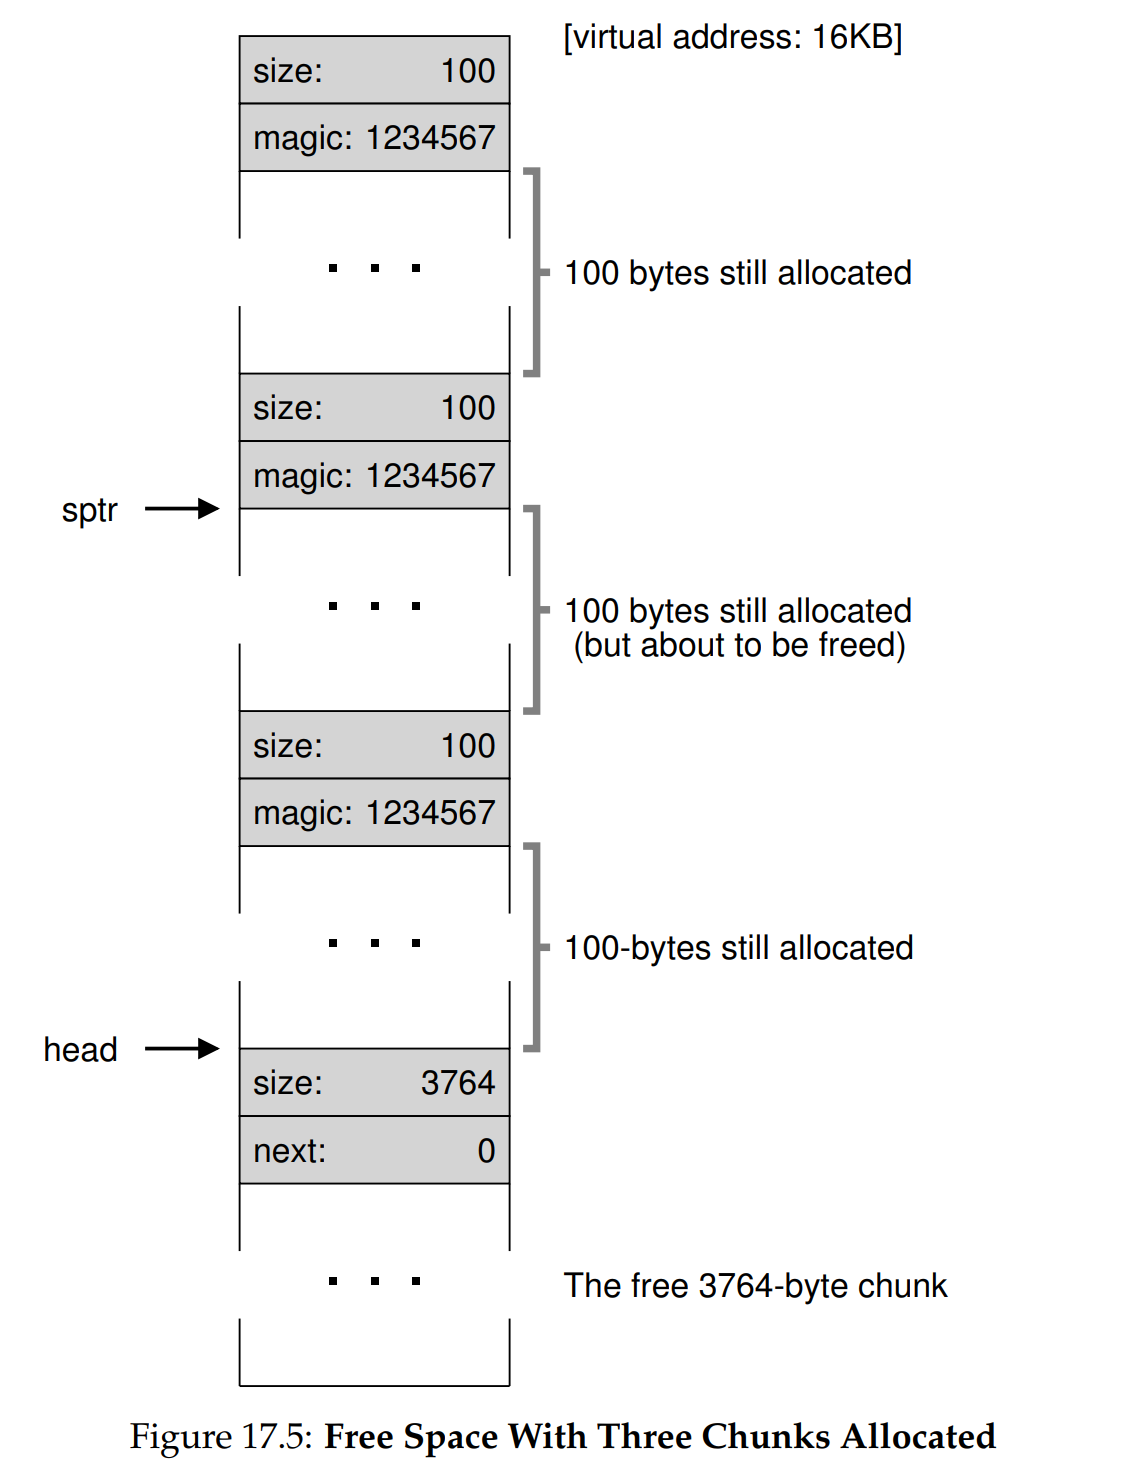 [virtual address: 16KB]
size: 100
magic: 1234567
100 bytes still allocated
size: 100
magic: 1234567
sptr
100 bytes still allocated
(but about to be freed)
size: 100
magic: 1234567
100-bytes still allocated
head
size: 3764
next: 0
The free 3764-byte chunk
Figure 17.5: Free Space With Three Chunks Allocated